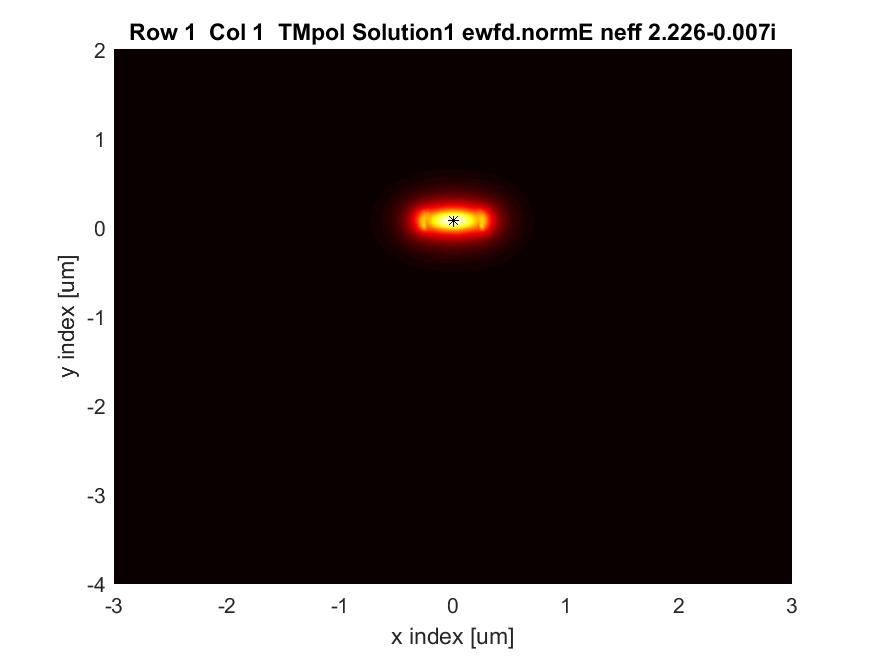 Row 1  Col 1  TMpol Solution1 ewfd.normE neff 2.226-0.007i
2
1
0
-1
-2
-3
-4
y index [um]
-3 -2 -1 0 1 2 3
x index [um]